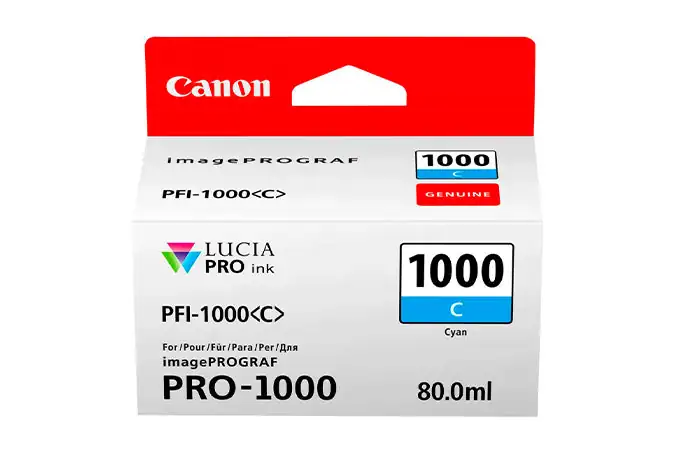 Canon
imagePROGRAF
1000
C
PFI-1000<C>
GENUINE
LUCIA
PRO ink
1000
C
Cyan
PFI-1000<C>
For/Pour/Für/Para/Per/Для
imagePROGRAF
PRO-1000
80.0ml